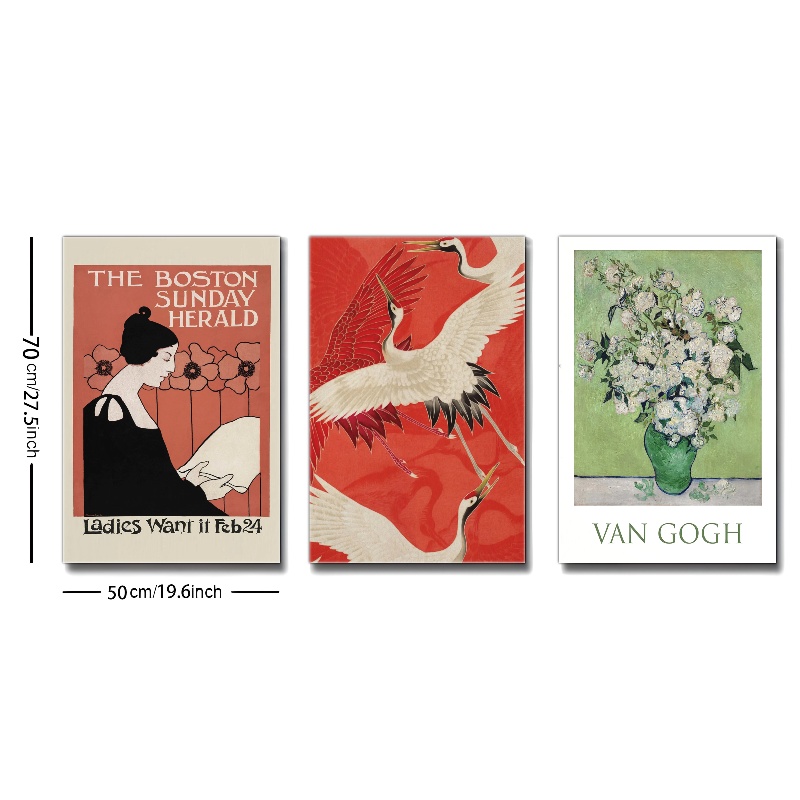 THE BOSTON
SUNDAY
HERALD
Ladies Want it Feb 24
VAN GOGH
70cm/27.5inch
50cm/19.6inch